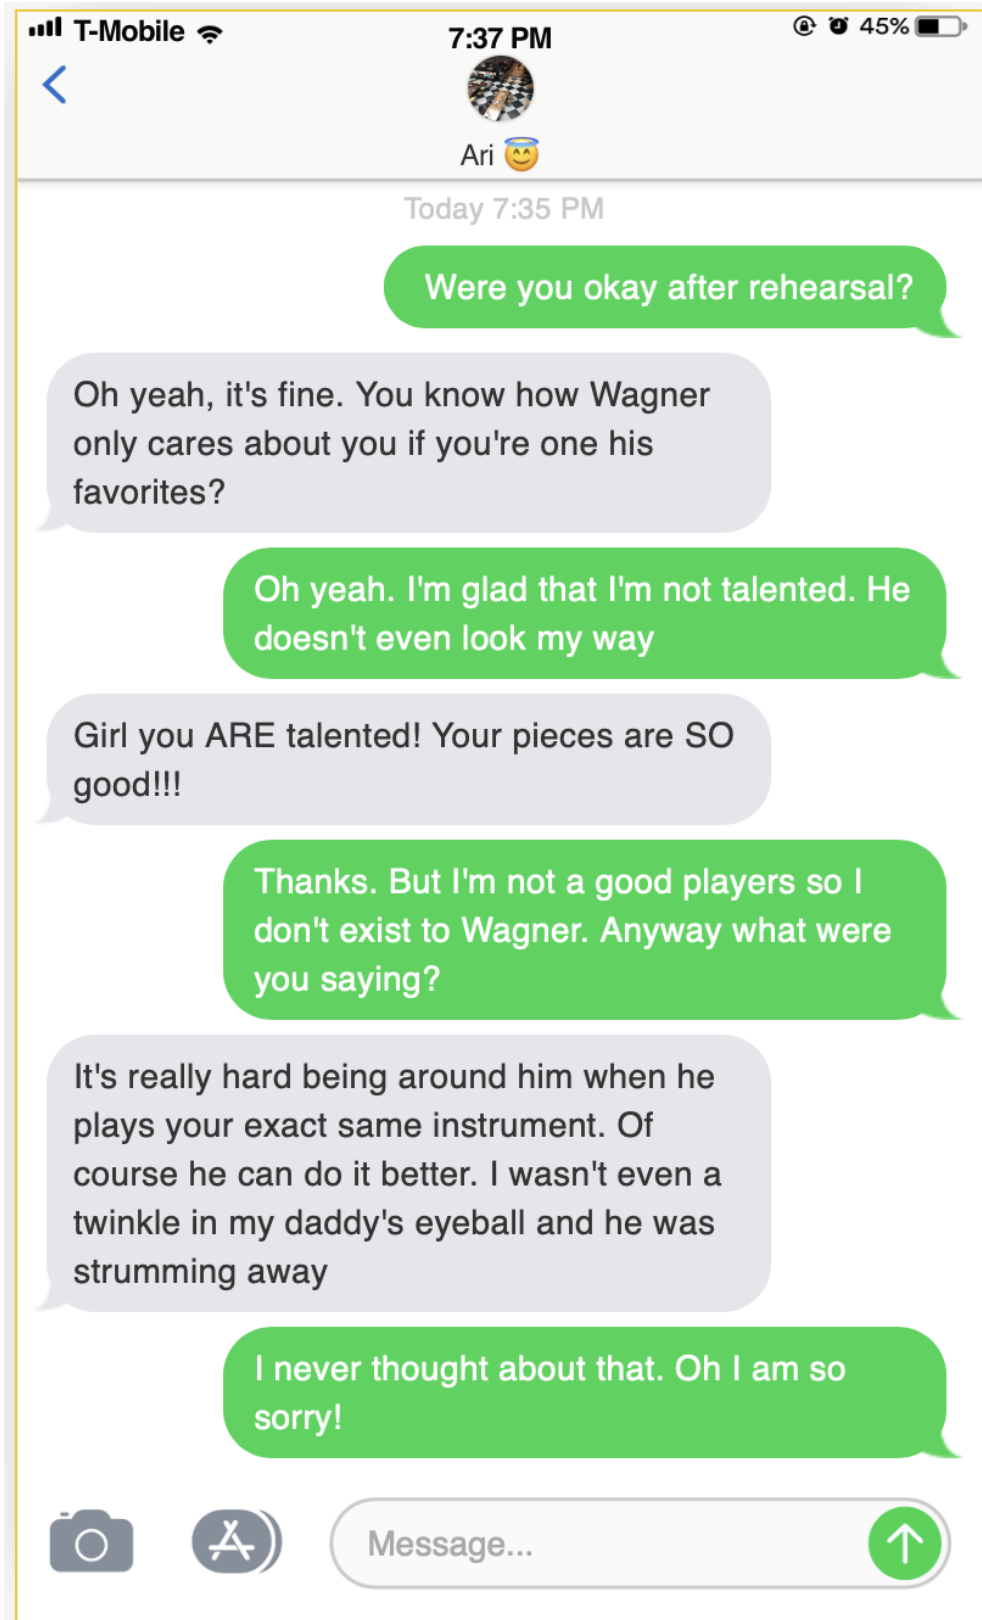 T-Mobile
7:37 PM
45%
Ari 😇
Today 7:35 PM
Were you okay after rehearsal?
Oh yeah, it's fine. You know how Wagner
only cares about you if you're one his
favorites?
Oh yeah. I'm glad that I'm not talented. He
doesn't even look my way
Girl you ARE talented! Your pieces are SO
good!!!
Thanks. But I'm not a good players so I
don't exist to Wagner. Anyway what were
you saying?
It's really hard being around him when he
plays your exact same instrument. Of
course he can do it better. I wasn't even a
twinkle in my daddy's eyeball and he was
strumming away
I never thought about that. Oh I am so
sorry!
Message...